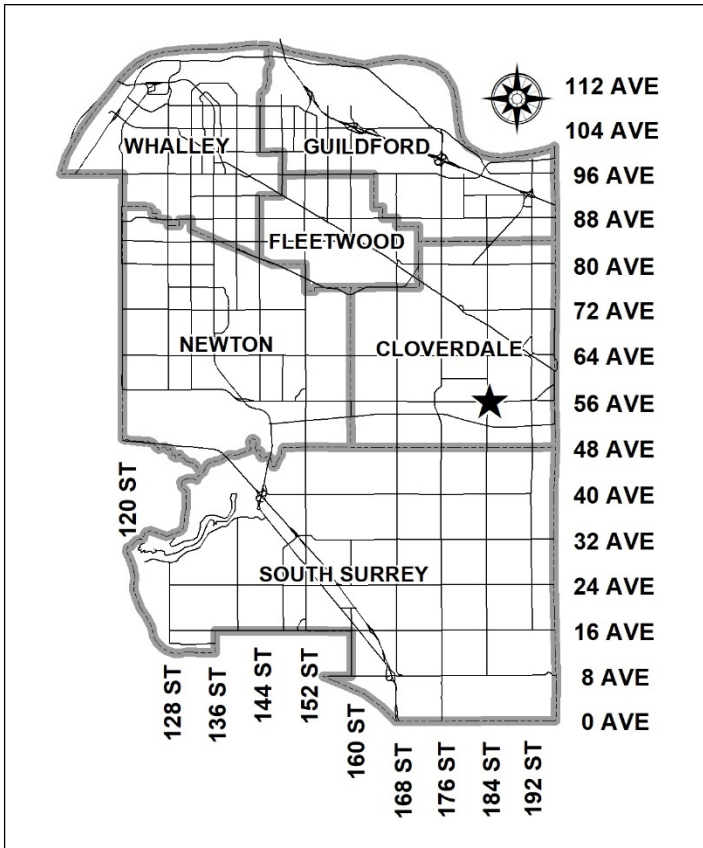 112 AVE
104 AVE
WHALLEY
GUILDFORD
96 AVE
88 AVE
FLEETWOOD
80 AVE
72 AVE
NEWTON
CLOVERDALE
64 AVE
56 AVE
48 AVE
120 ST
40 AVE
32 AVE
SOUTH SURREY
24 AVE
16 AVE
8 AVE
0 AVE
128 ST
136 ST
144 ST
152 ST
160 ST
168 ST
176 ST
184 ST
192 ST